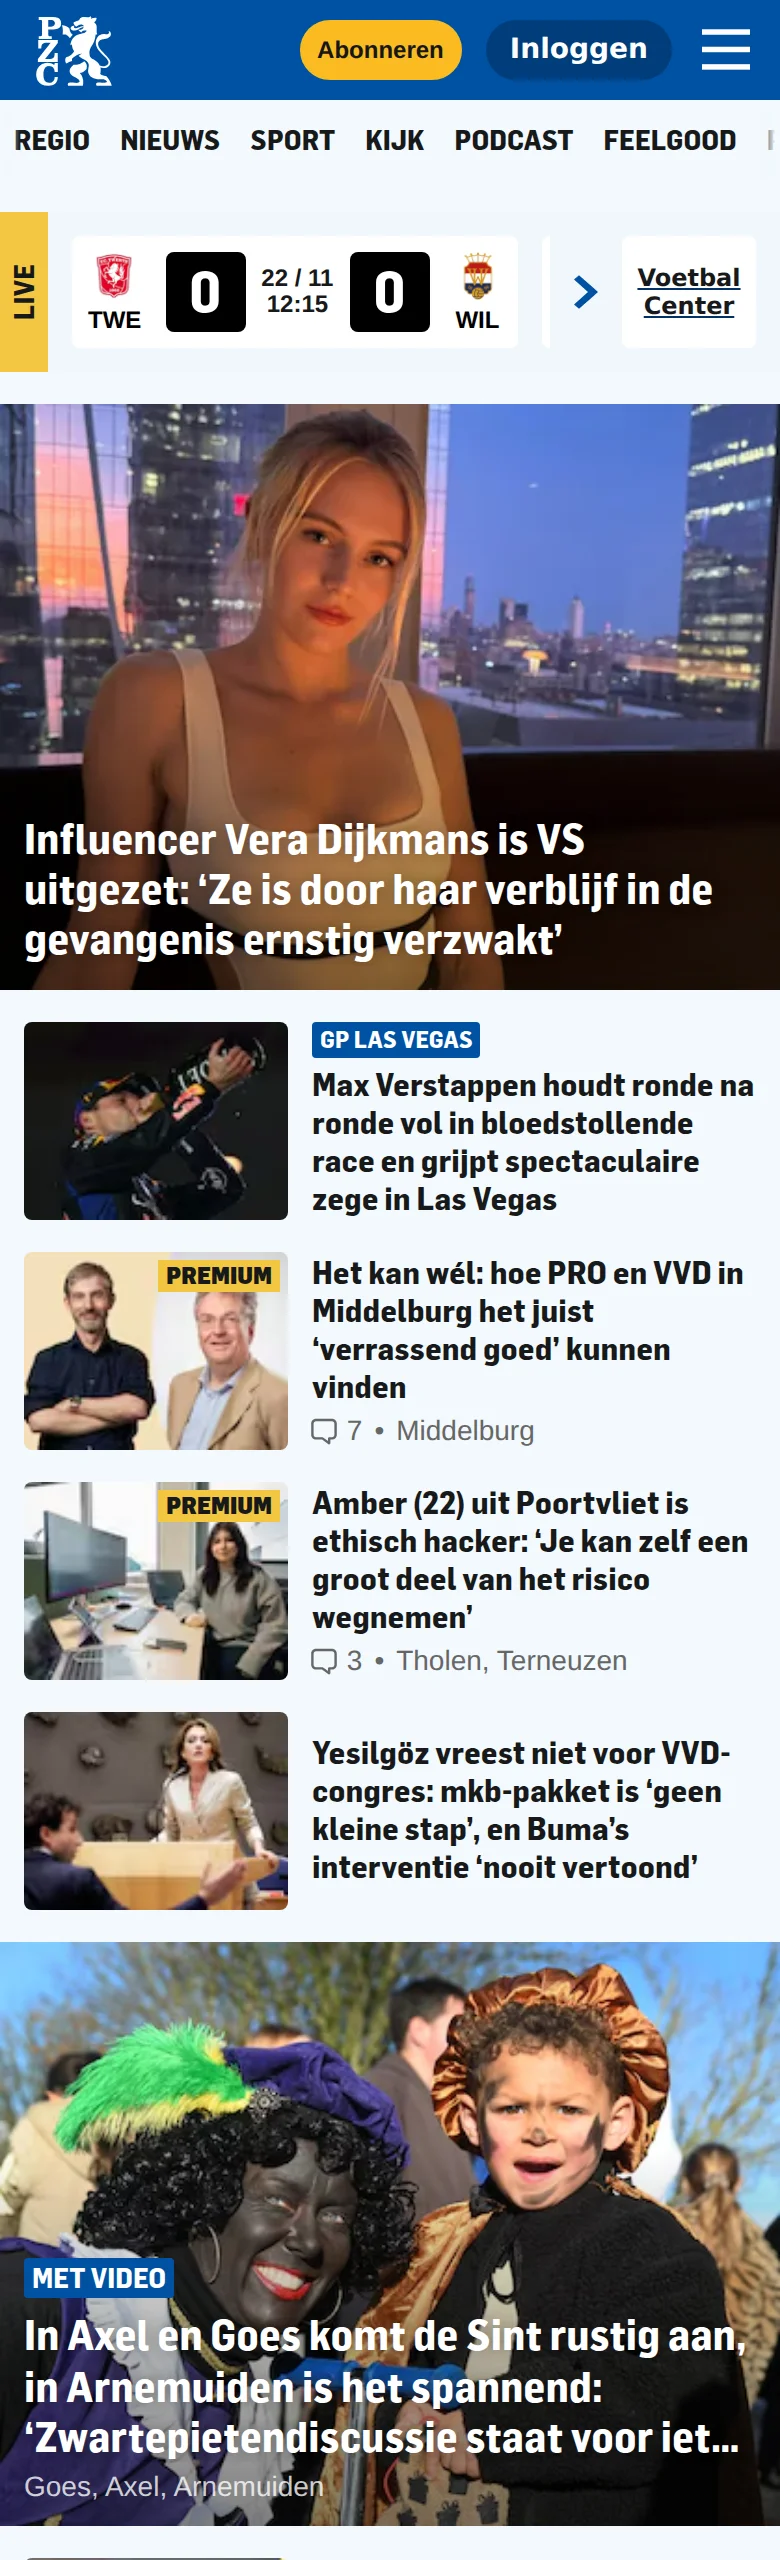 PZC
Abonneren
Inloggen
REGIO NIEUWS SPORT KIJK PODCAST FEELGOOD
LIVE
TWE
0
22 / 11
12:15
0
WIL
Voetbal
Center
Influencer Vera Dijkmans is VS
uitgezet: ‘Ze is door haar verblijf in de
gevangenis ernstig verzwakt’
GP LAS VEGAS
Max Verstappen houdt ronde na
ronde vol in bloedstollende
race en grijpt spectaculaire
zege in Las Vegas
PREMIUM
Het kan wél: hoe PRO en VVD in
Middelburg het juist
‘verrassend goed’ kunnen
vinden
7 • Middelburg
PREMIUM
Amber (22) uit Poortvliet is
ethisch hacker: ‘Je kan zelf een
groot deel van het risico
wegnemen’
3 • Tholen, Terneuzen
Yesilgöz vreest niet voor VVD-
congres: mkb-pakket is ‘geen
kleine stap’, en Buma’s
interventie ‘nooit vertoond’
MET VIDEO
In Axel en Goes komt de Sint rustig aan,
in Arnemuiden is het spannend:
‘Zwartepietendiscussie staat voor iet...
Goes, Axel, Arnemuiden